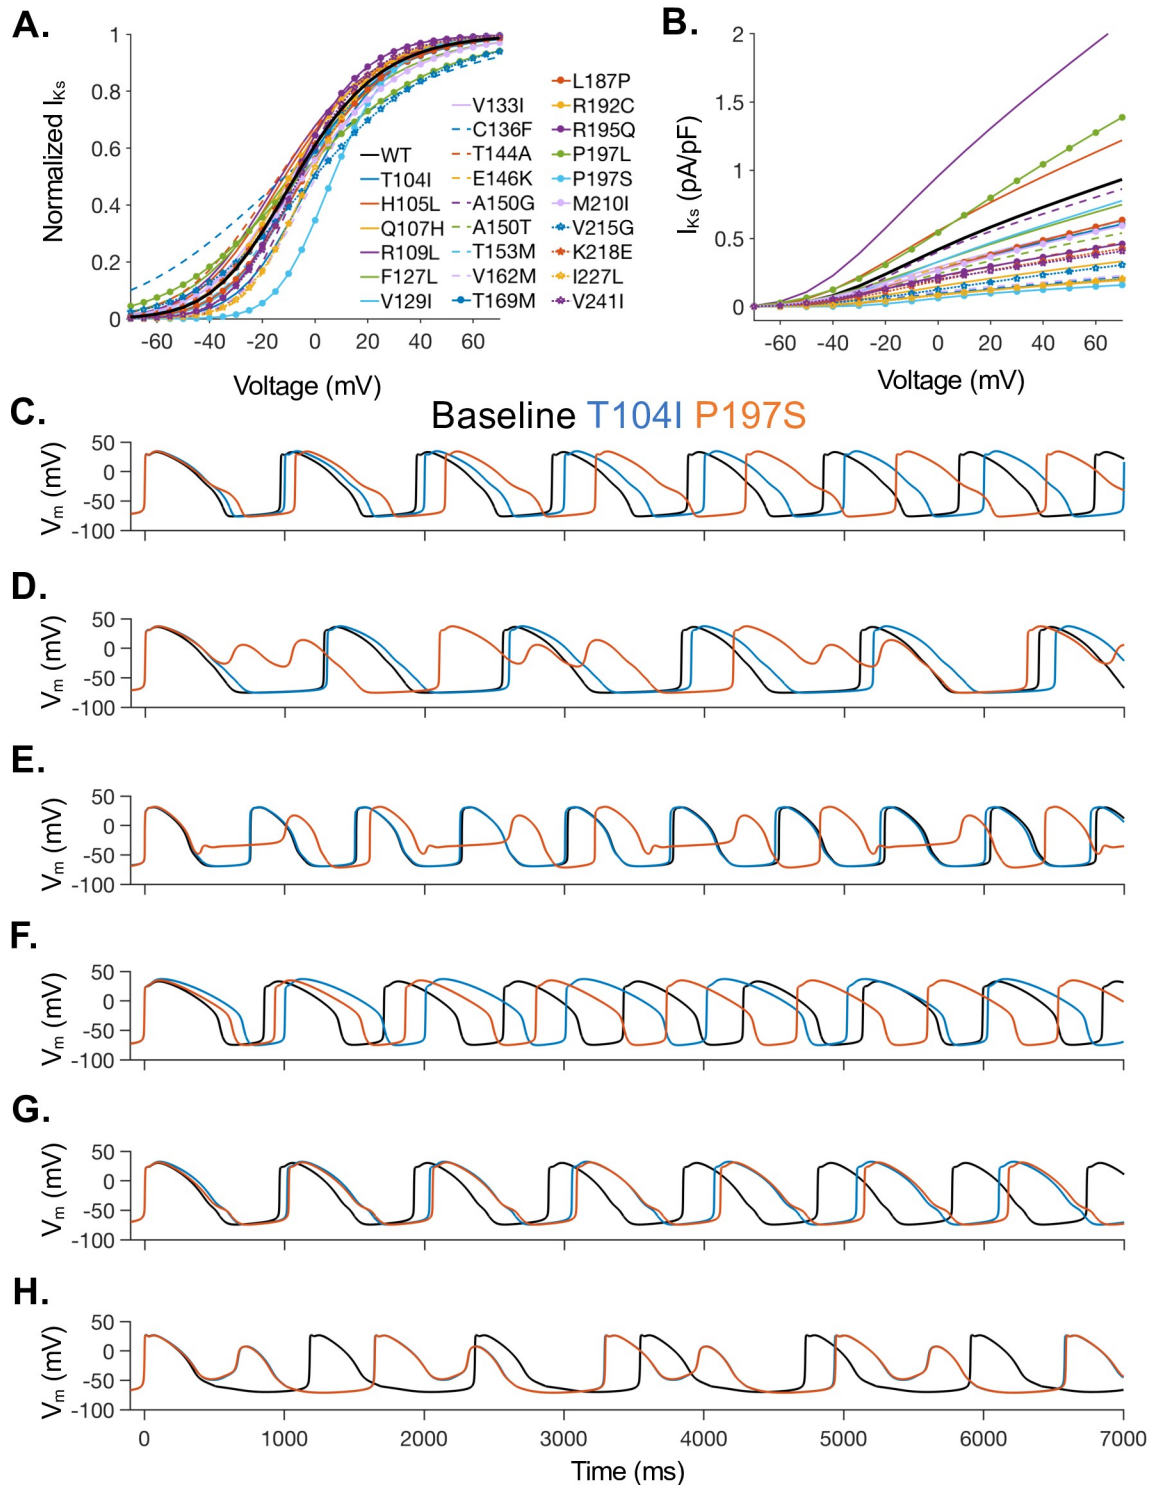 A.
1
0.8
0.6
0.4
0.2
0
Normalized IKs
-60 -40 -20 0 20 40 60
Voltage (mV)
WT
T104I
H105L
Q107H
R109L
F127L
V129I
V133I
C136F
T144A
E146K
A150G
A150T
T153M
V162M
T169M
L187P
R192C
R195Q
P197L
P197S
M210I
V215G
K218E
I227L
V241I
B.
2
1.5
1
0.5
0
IKs (pA/pF)
-60 -40 -20 0 20 40 60
Voltage (mV)
Baseline T104I P197S
C.
50
0
-50
-100
Vm (mV)
D.
50
0
-50
-100
Vm (mV)
E.
50
0
-50
-100
Vm (mV)
F.
50
0
-50
-100
Vm (mV)
G.
50
0
-50
-100
Vm (mV)
H.
50
0
-50
-100
Vm (mV)
0 1000 2000 3000 4000 5000 6000 7000
Time (ms)